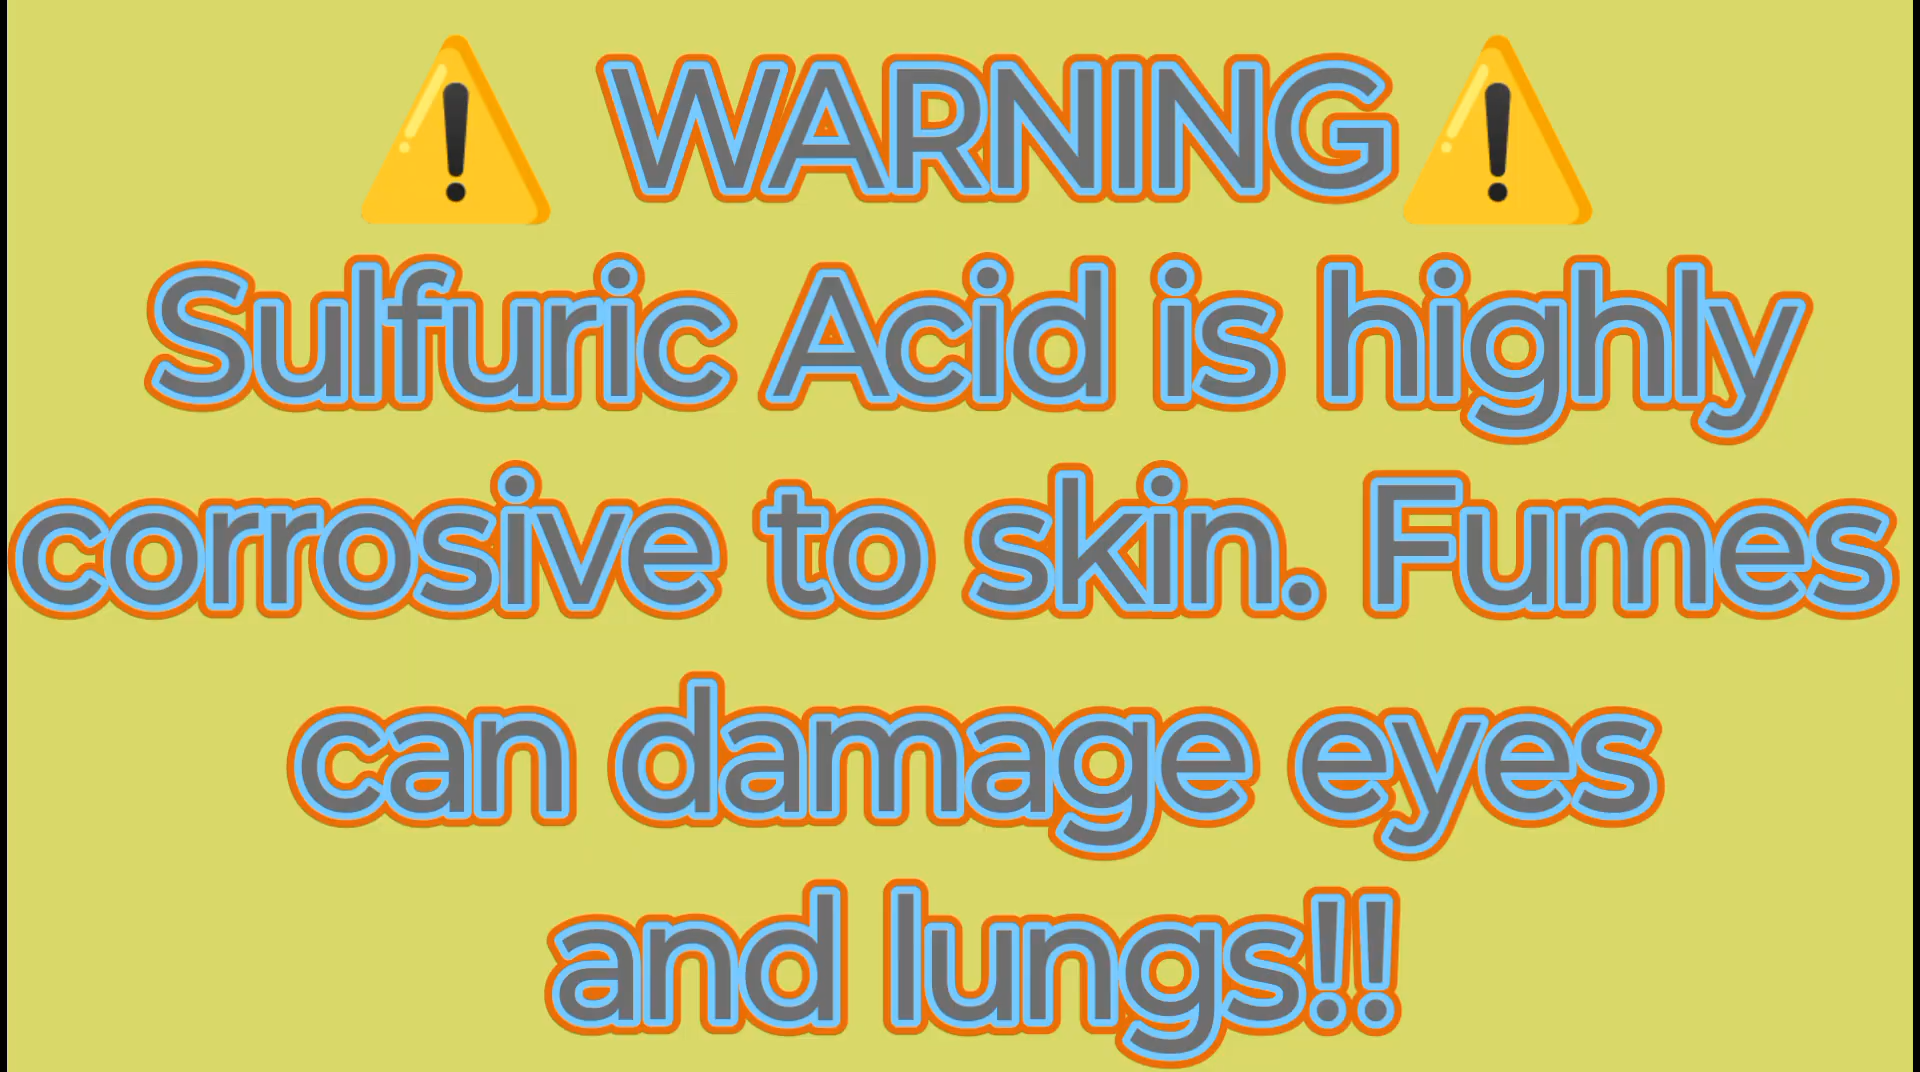 ⚠️ WARNING⚠️
Sulfuric Acid is highly
corrosive to skin. Fumes
can damage eyes
and lungs!!